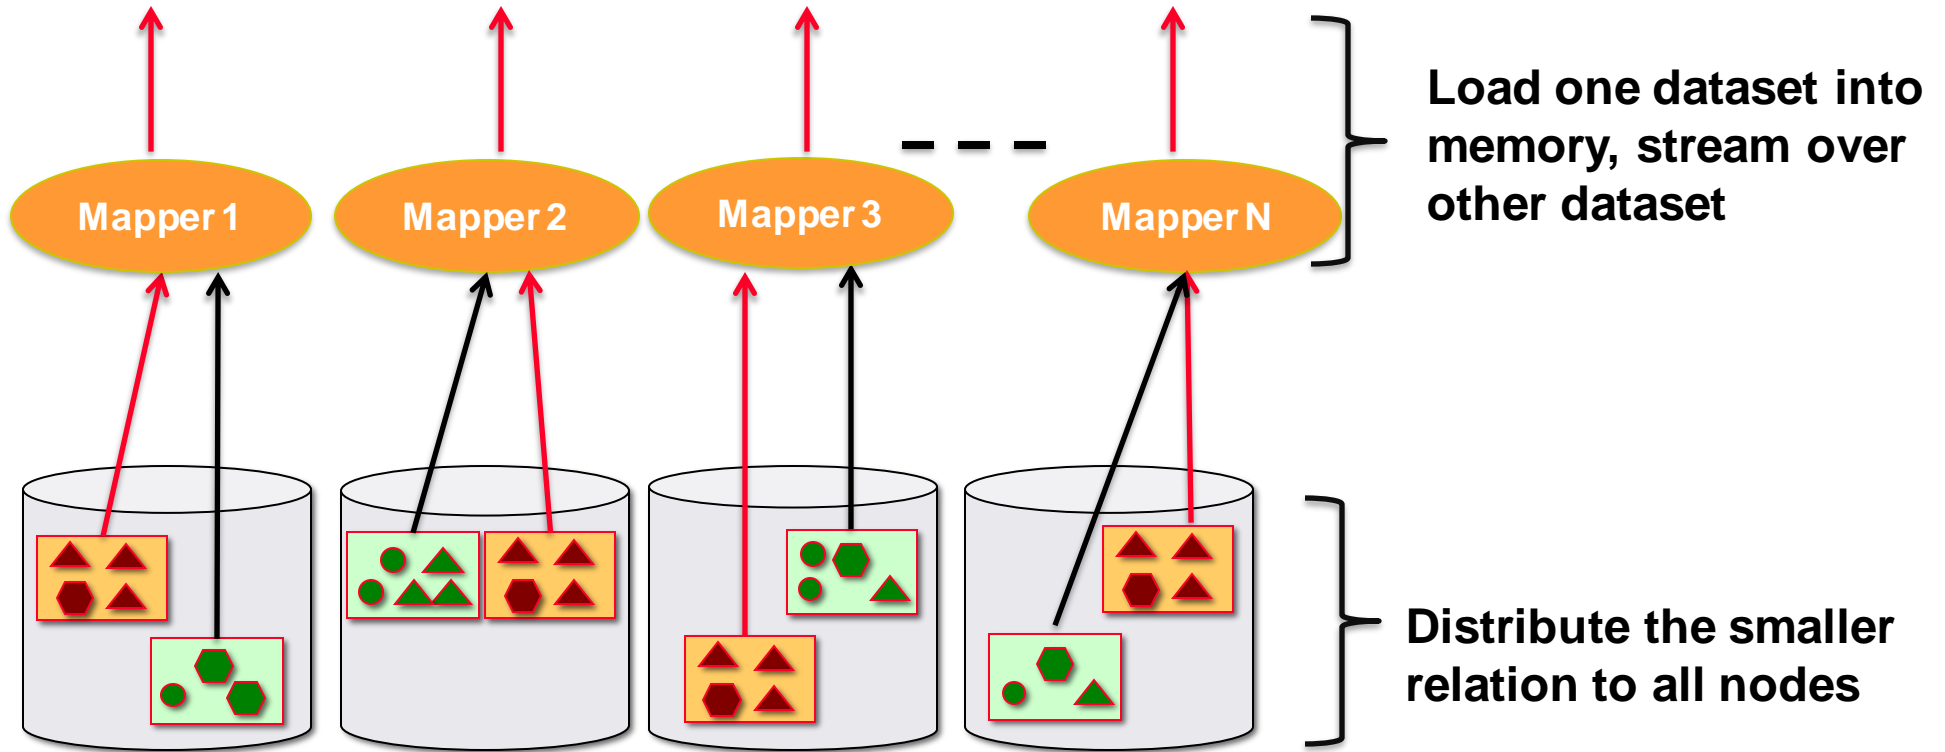 Load one dataset into
memory, stream over
other dataset
Mapper 1
Mapper 2
Mapper 3
Mapper N
Distribute the smaller
relation to all nodes